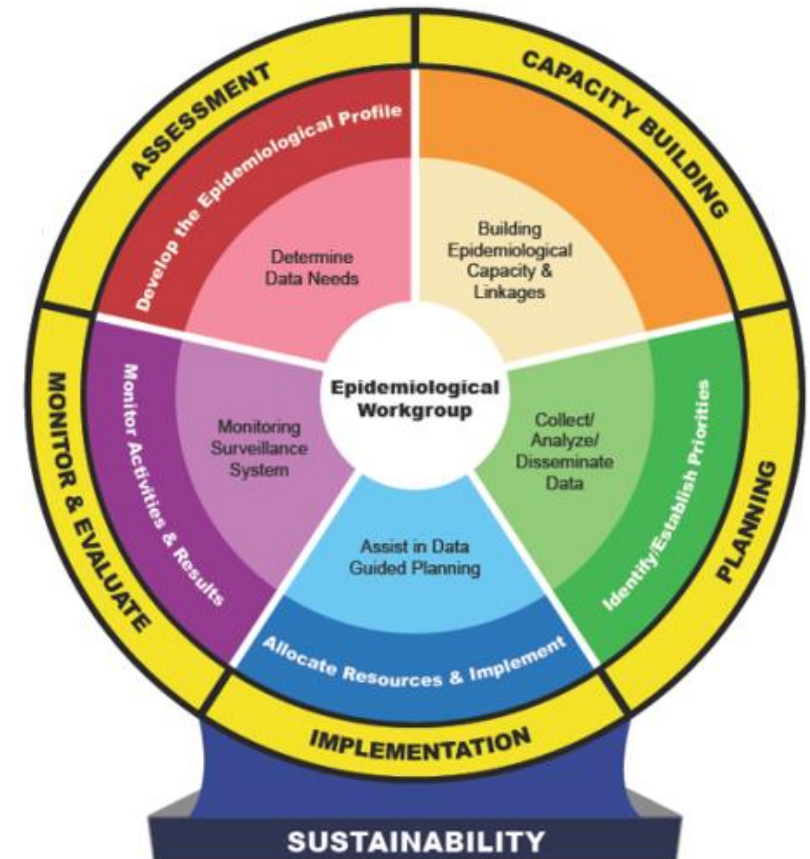 ASSESSMENT
Develop the Epidemiological Profile
Determine
Data Needs
CAPACITY BUILDING
Building
Epidemiological
Capacity &
Linkages
PLANNING
Identify/Establish Priorities
Collect/
Analyze/
Disseminate
Data
IMPLEMENTATION
Allocate Resources & Implement
Assist in Data
Guided Planning
MONITOR & EVALUATE
Monitor Activities & Results
Monitoring
Surveillance
System
Epidemiological
Workgroup
SUSTAINABILITY